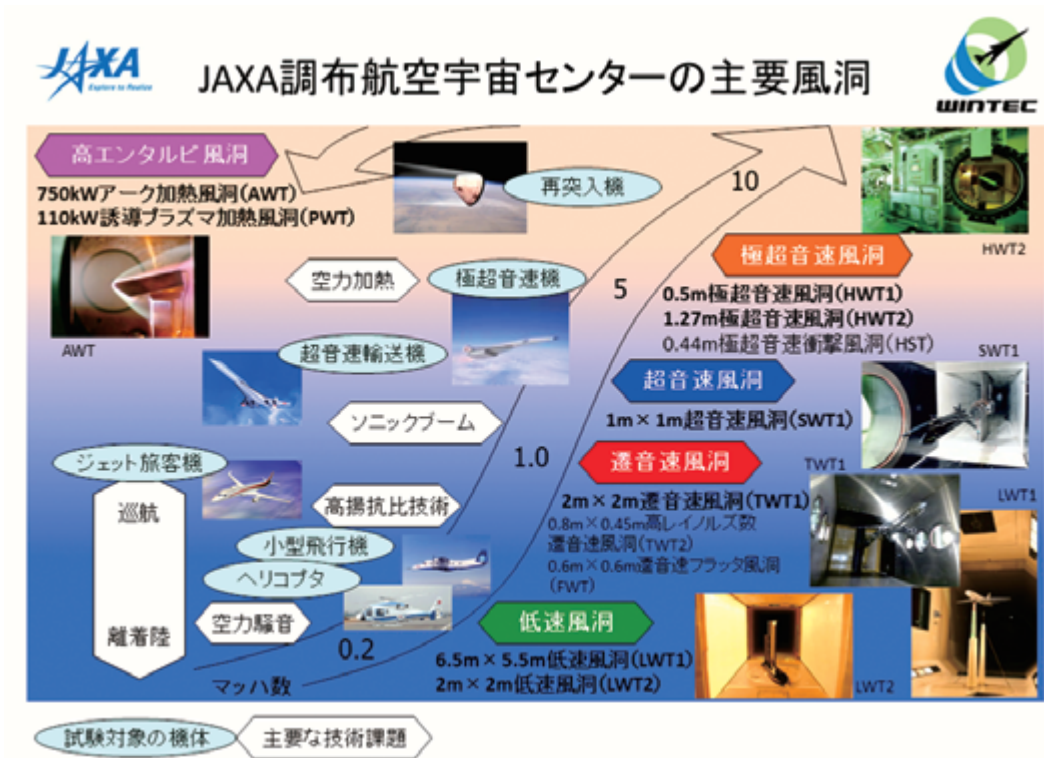 JAXA
Explore to Realize
JAXA調布航空宇宙センターの主要風洞
WINTEC
高エンタルピ風洞
750kWアーク加熱風洞(AWT)
110kW誘導プラズマ加熱風洞(PWT)
再突入機
10
HWT2
空力加熱
極超音速機
5
極超音速風洞
0.5m極超音速風洞(HWT1)
1.27m極超音速風洞(HWT2)
0.44m極超音速衝撃風洞(HST)
AWT
超音速輸送機
SWT1
超音速風洞
1m×1m超音速風洞(SWT1)
ソニックブーム
1.0
遷音速風洞
TWT1
ジェット旅客機
巡航
離着陸
高揚抗比技術
2m×2m遷音速風洞(TWT1)
0.8m×0.45m高レイノルズ数
遷音速風洞(TWT2)
0.6m×0.6m遷音速フラッタ風洞
(FWT)
LWT1
小型飛行機
ヘリコプタ
空力騒音
0.2
マッハ数
低速風洞
6.5m×5.5m低速風洞(LWT1)
2m×2m低速風洞(LWT2)
LWT2
試験対象の機体
主要な技術課題